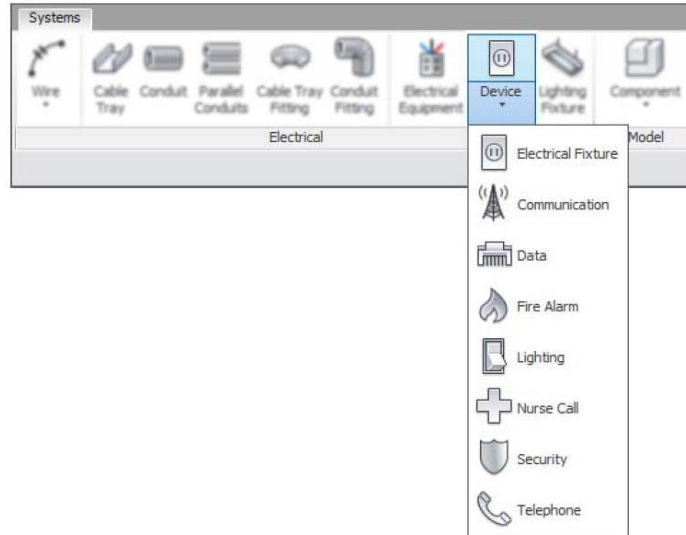 Systems
Wire
Cable Tray
Conduit
Parallel Conduits
Cable Tray Fitting
Conduit Fitting
Electrical Equipment
Device
Lighting Fixture
Component
Electrical
Model
Electrical Fixture
Communication
Data
Fire Alarm
Lighting
Nurse Call
Security
Telephone